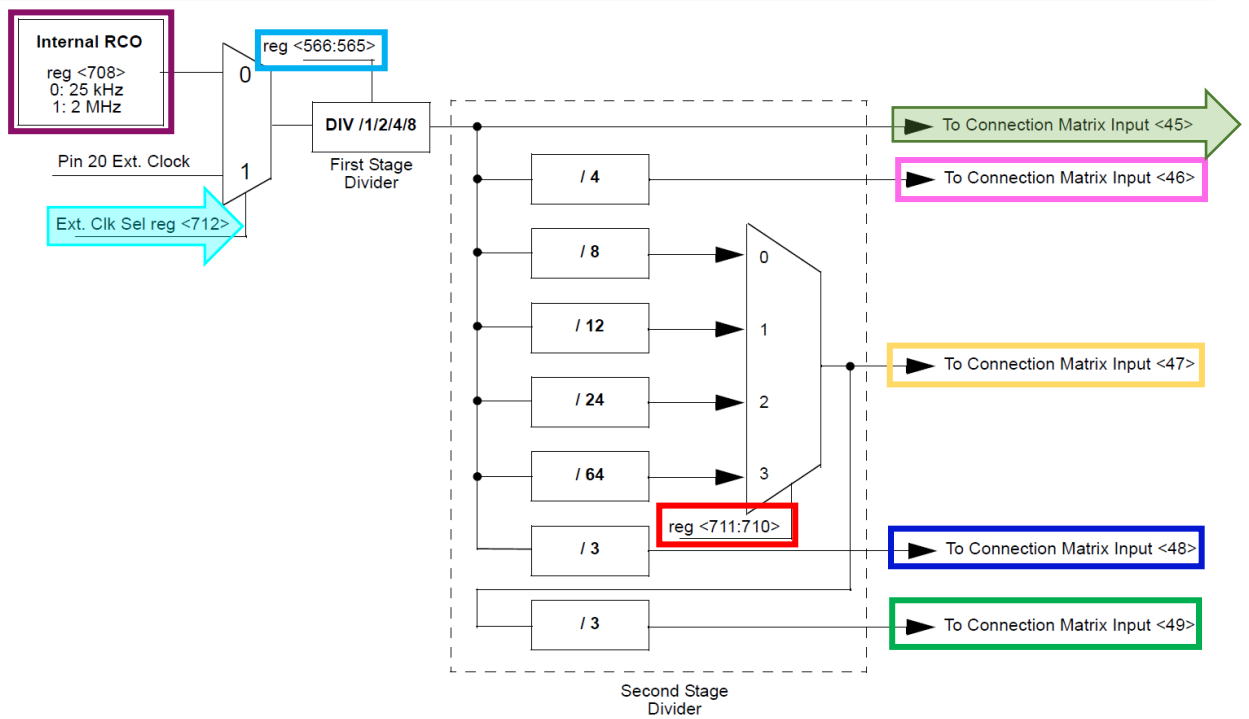 Internal RCO
reg <708>
0: 25 kHz
1: 2 MHz
reg <566:565>
0
DIV /1/2/4/8
First Stage
Divider
Pin 20 Ext. Clock
1
Ext. Clk Sel reg <712>
To Connection Matrix Input <45>
/ 4
To Connection Matrix Input <46>
/ 8
0
/ 12
1
To Connection Matrix Input <47>
/ 24
2
/ 64
3
reg <711:710>
/ 3
To Connection Matrix Input <48>
/ 3
To Connection Matrix Input <49>
Second Stage
Divider